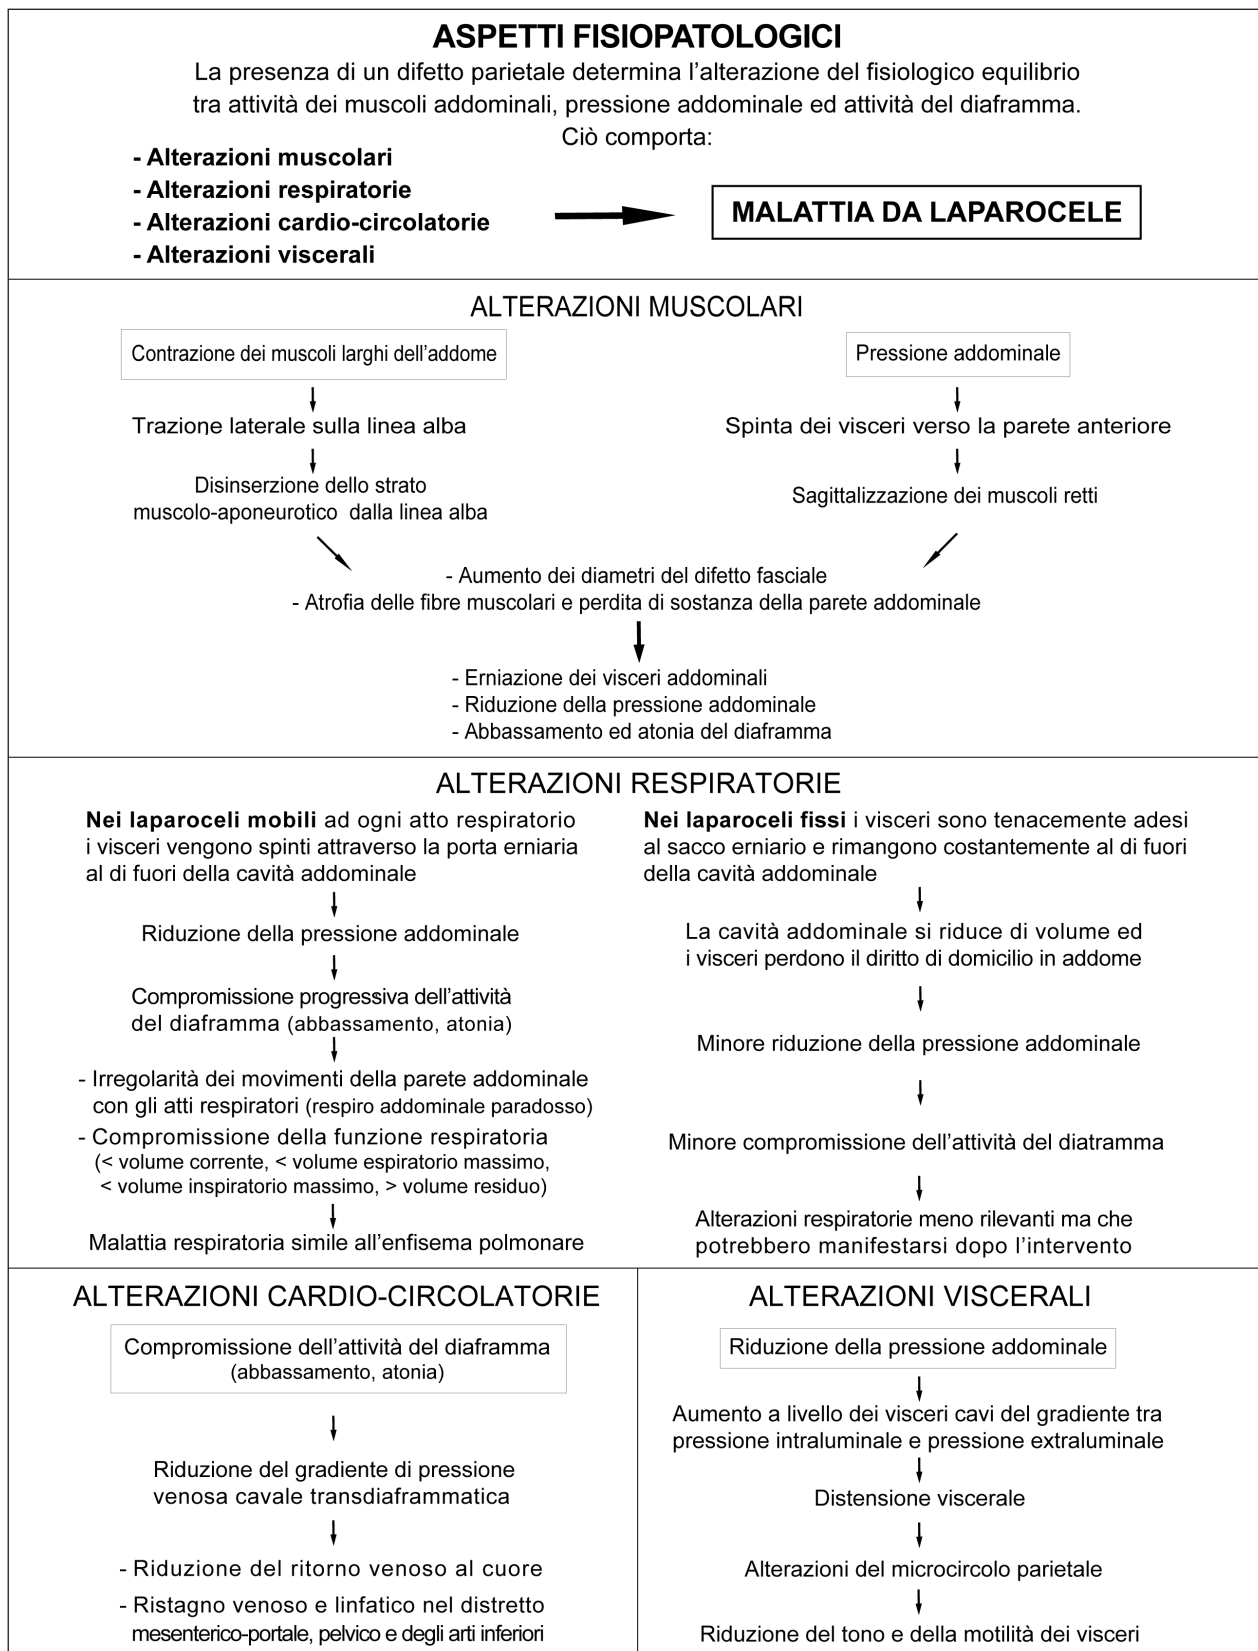 ASPETTI FISIOPATOLOGICI
La presenza di un difetto parietale determina l'alterazione del fisiologico equilibrio
tra attività dei muscoli addominali, pressione addominale ed attività del diaframma.
Ciò comporta:
- Alterazioni muscolari
- Alterazioni respiratorie
- Alterazioni cardio-circolatorie
- Alterazioni viscerali
MALATTIA DA LAPAROCELE
ALTERAZIONI MUSCOLARI
Contrazione dei muscoli larghi dell'addome
Trazione laterale sulla linea alba
Disinserzione dello strato
muscolo-aponeurotico dalla linea alba
Pressione addominale
Spinta dei visceri verso la parete anteriore
Sagittalizzazione dei muscoli retti
- Aumento dei diametri del difetto fasciale
- Atrofia delle fibre muscolari e perdita di sostanza della parete addominale
- Erniazione dei visceri addominali
- Riduzione della pressione addominale
- Abbassamento ed atonia del diaframma
ALTERAZIONI RESPIRATORIE
Nei laparoceli mobili ad ogni atto respiratorio
i visceri vengono spinti attraverso la porta erniaria
al di fuori della cavità addominale
Riduzione della pressione addominale
Compromissione progressiva dell'attività
del diaframma (abbassamento, atonia)
- Irregolarità dei movimenti della parete addominale
con gli atti respiratori (respiro addominale paradosso)
- Compromissione della funzione respiratoria
(< volume corrente, < volume espiratorio massimo,
< volume inspiratorio massimo, > volume residuo)
Malattia respiratoria simile all'enfisema polmonare
Nei laparoceli fissi i visceri sono tenacemente adesi
al sacco erniario e rimangono costantemente al di fuori
della cavità addominale
La cavità addominale si riduce di volume ed
i visceri perdono il diritto di domicilio in addome
Minore riduzione della pressione addominale
Minore compromissione dell'attività del diatramma
Alterazioni respiratorie meno rilevanti ma che
potrebbero manifestarsi dopo l'intervento
ALTERAZIONI CARDIO-CIRCOLATORIE
Compromissione dell'attività del diaframma
(abbassamento, atonia)
Riduzione del gradiente di pressione
venosa cavale transdiaframmatica
- Riduzione del ritorno venoso al cuore
- Ristagno venoso e linfatico nel distretto
mesenterico-portale, pelvico e degli arti inferiori
ALTERAZIONI VISCERALI
Riduzione della pressione addominale
Aumento a livello dei visceri cavi del gradiente tra
pressione intraluminale e pressione extraluminale
Distensione viscerale
Alterazioni del microcircolo parietale
Riduzione del tono e della motilità dei visceri